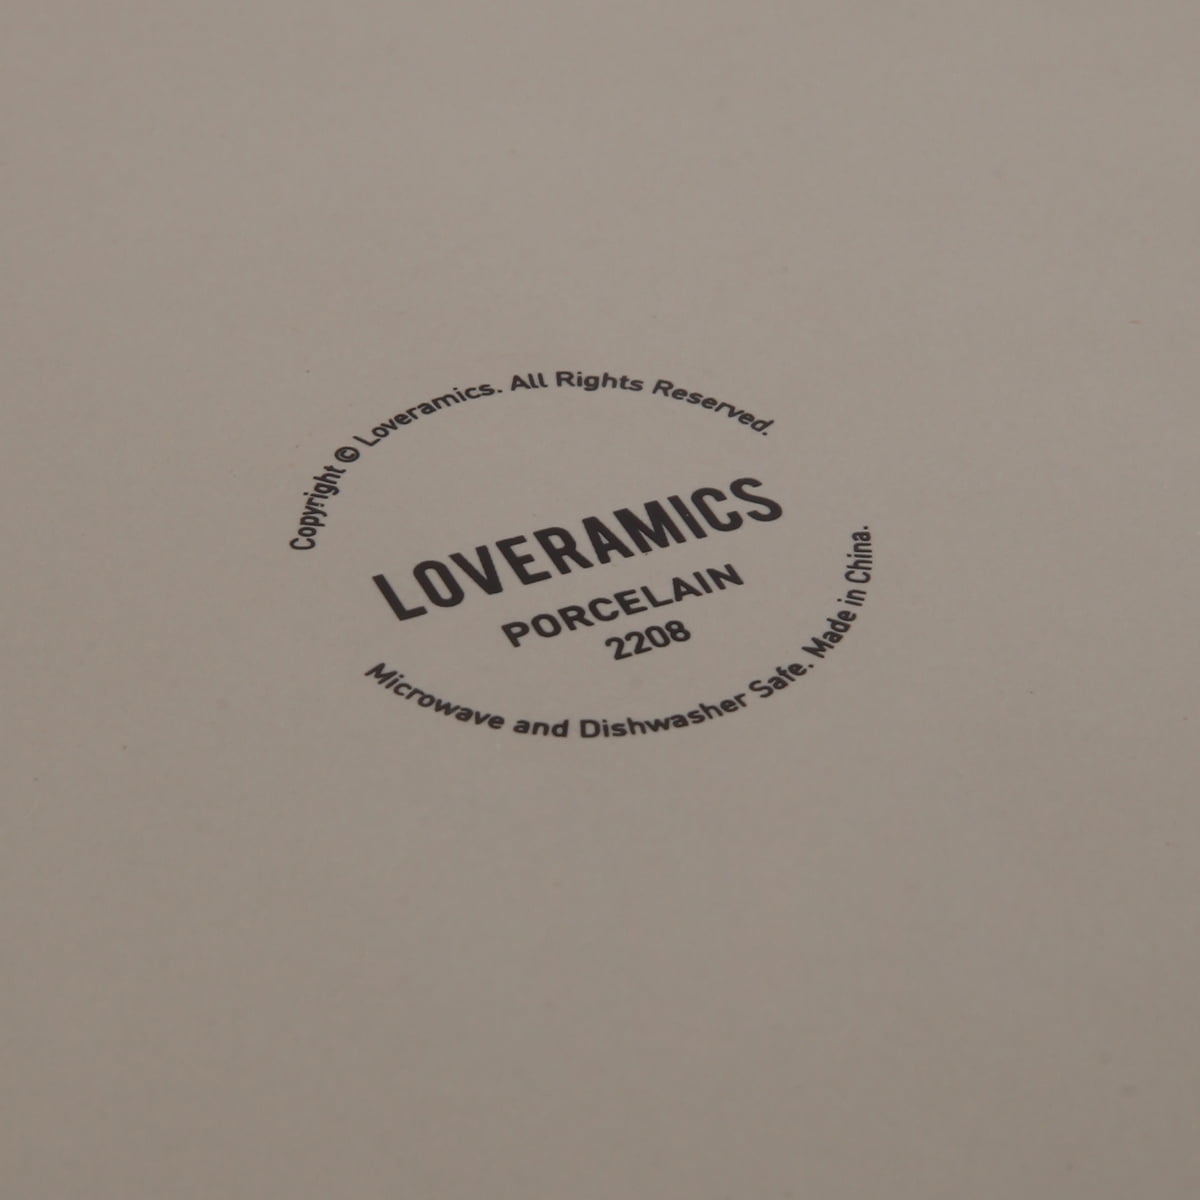 Copyright © Loveramics. All Rights Reserved.
LOVERAMICS
PORCELAIN
2208
Microwave and Dishwasher Safe. Made in China.